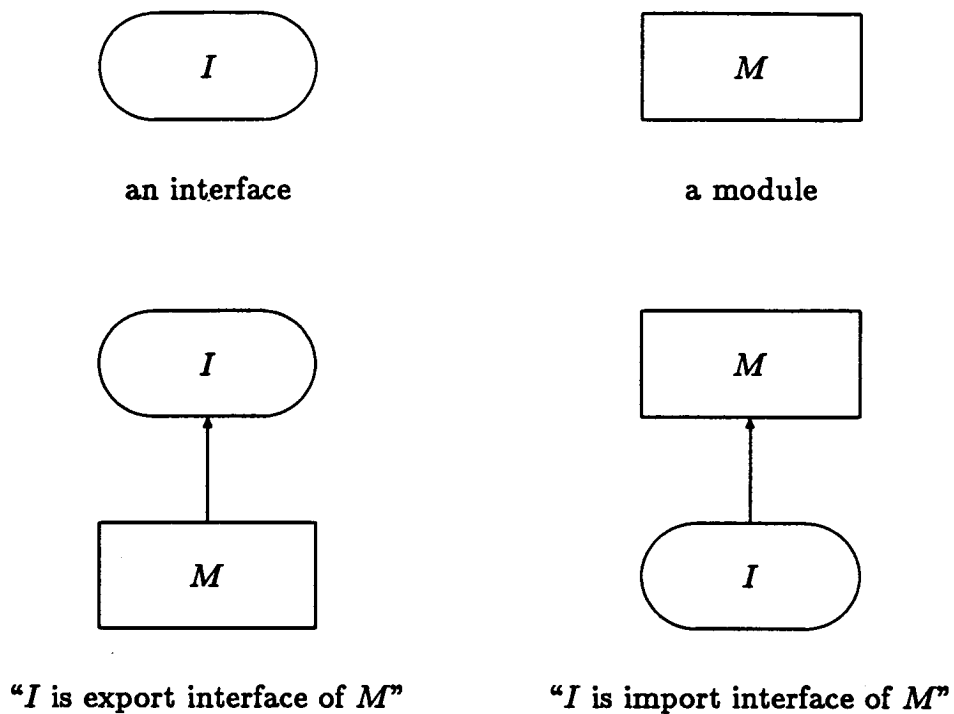 I M
an interface a module
I M
M I
“I is export interface of M” “I is import interface of M”